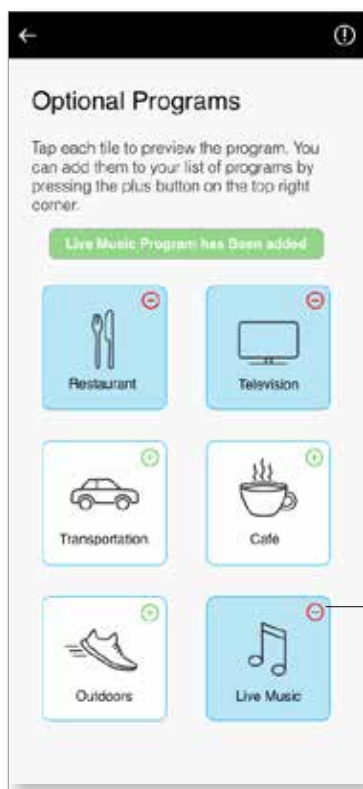 Optional Programs
Tap each tile to preview the program. You
can add them to your list of programs by
pressing the plus button on the top right
corner.
Live Music Program has Been added
Restaurant
Television
Transportation
Café
Outdoors
Live Music